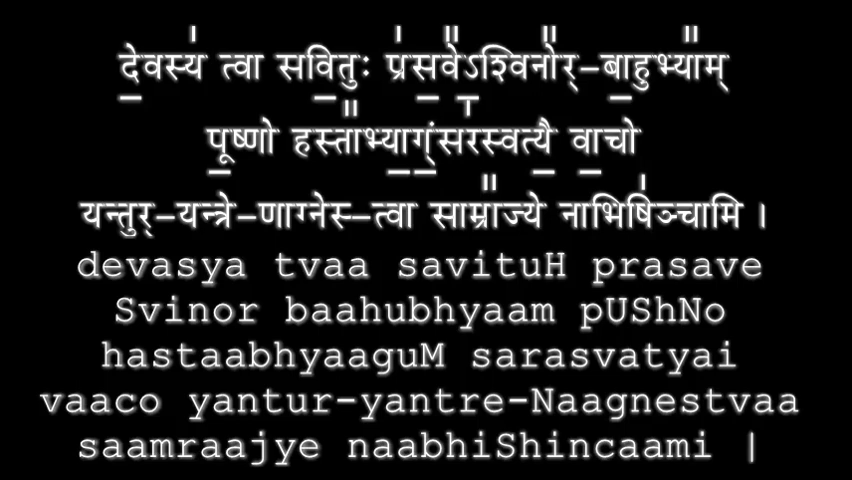 दे॒वस्य॑ त्वा सवि॒तुः प्र॑स॒वे᳚ऽश्विनो᳚र्-बा॒हुभ्या᳚म्
पू॒ष्णो हस्ता᳚भ्या॒ग्ं॒सर॑स्वत्यै॒ वा॒चो
यन्तुर्-यन्त्रे-णाग्नेस्-त्वा साम्रा᳚ज्ये नाभिषि॑ञ्चामि ।
devasya tvaa savituH prasave
Svinor baahubhyaam pUShNo
hastaabhyaaguM sarasvatyai
vaaco yantur-yantre-Naagnestvaa
saamraajye naabhiShincaami |